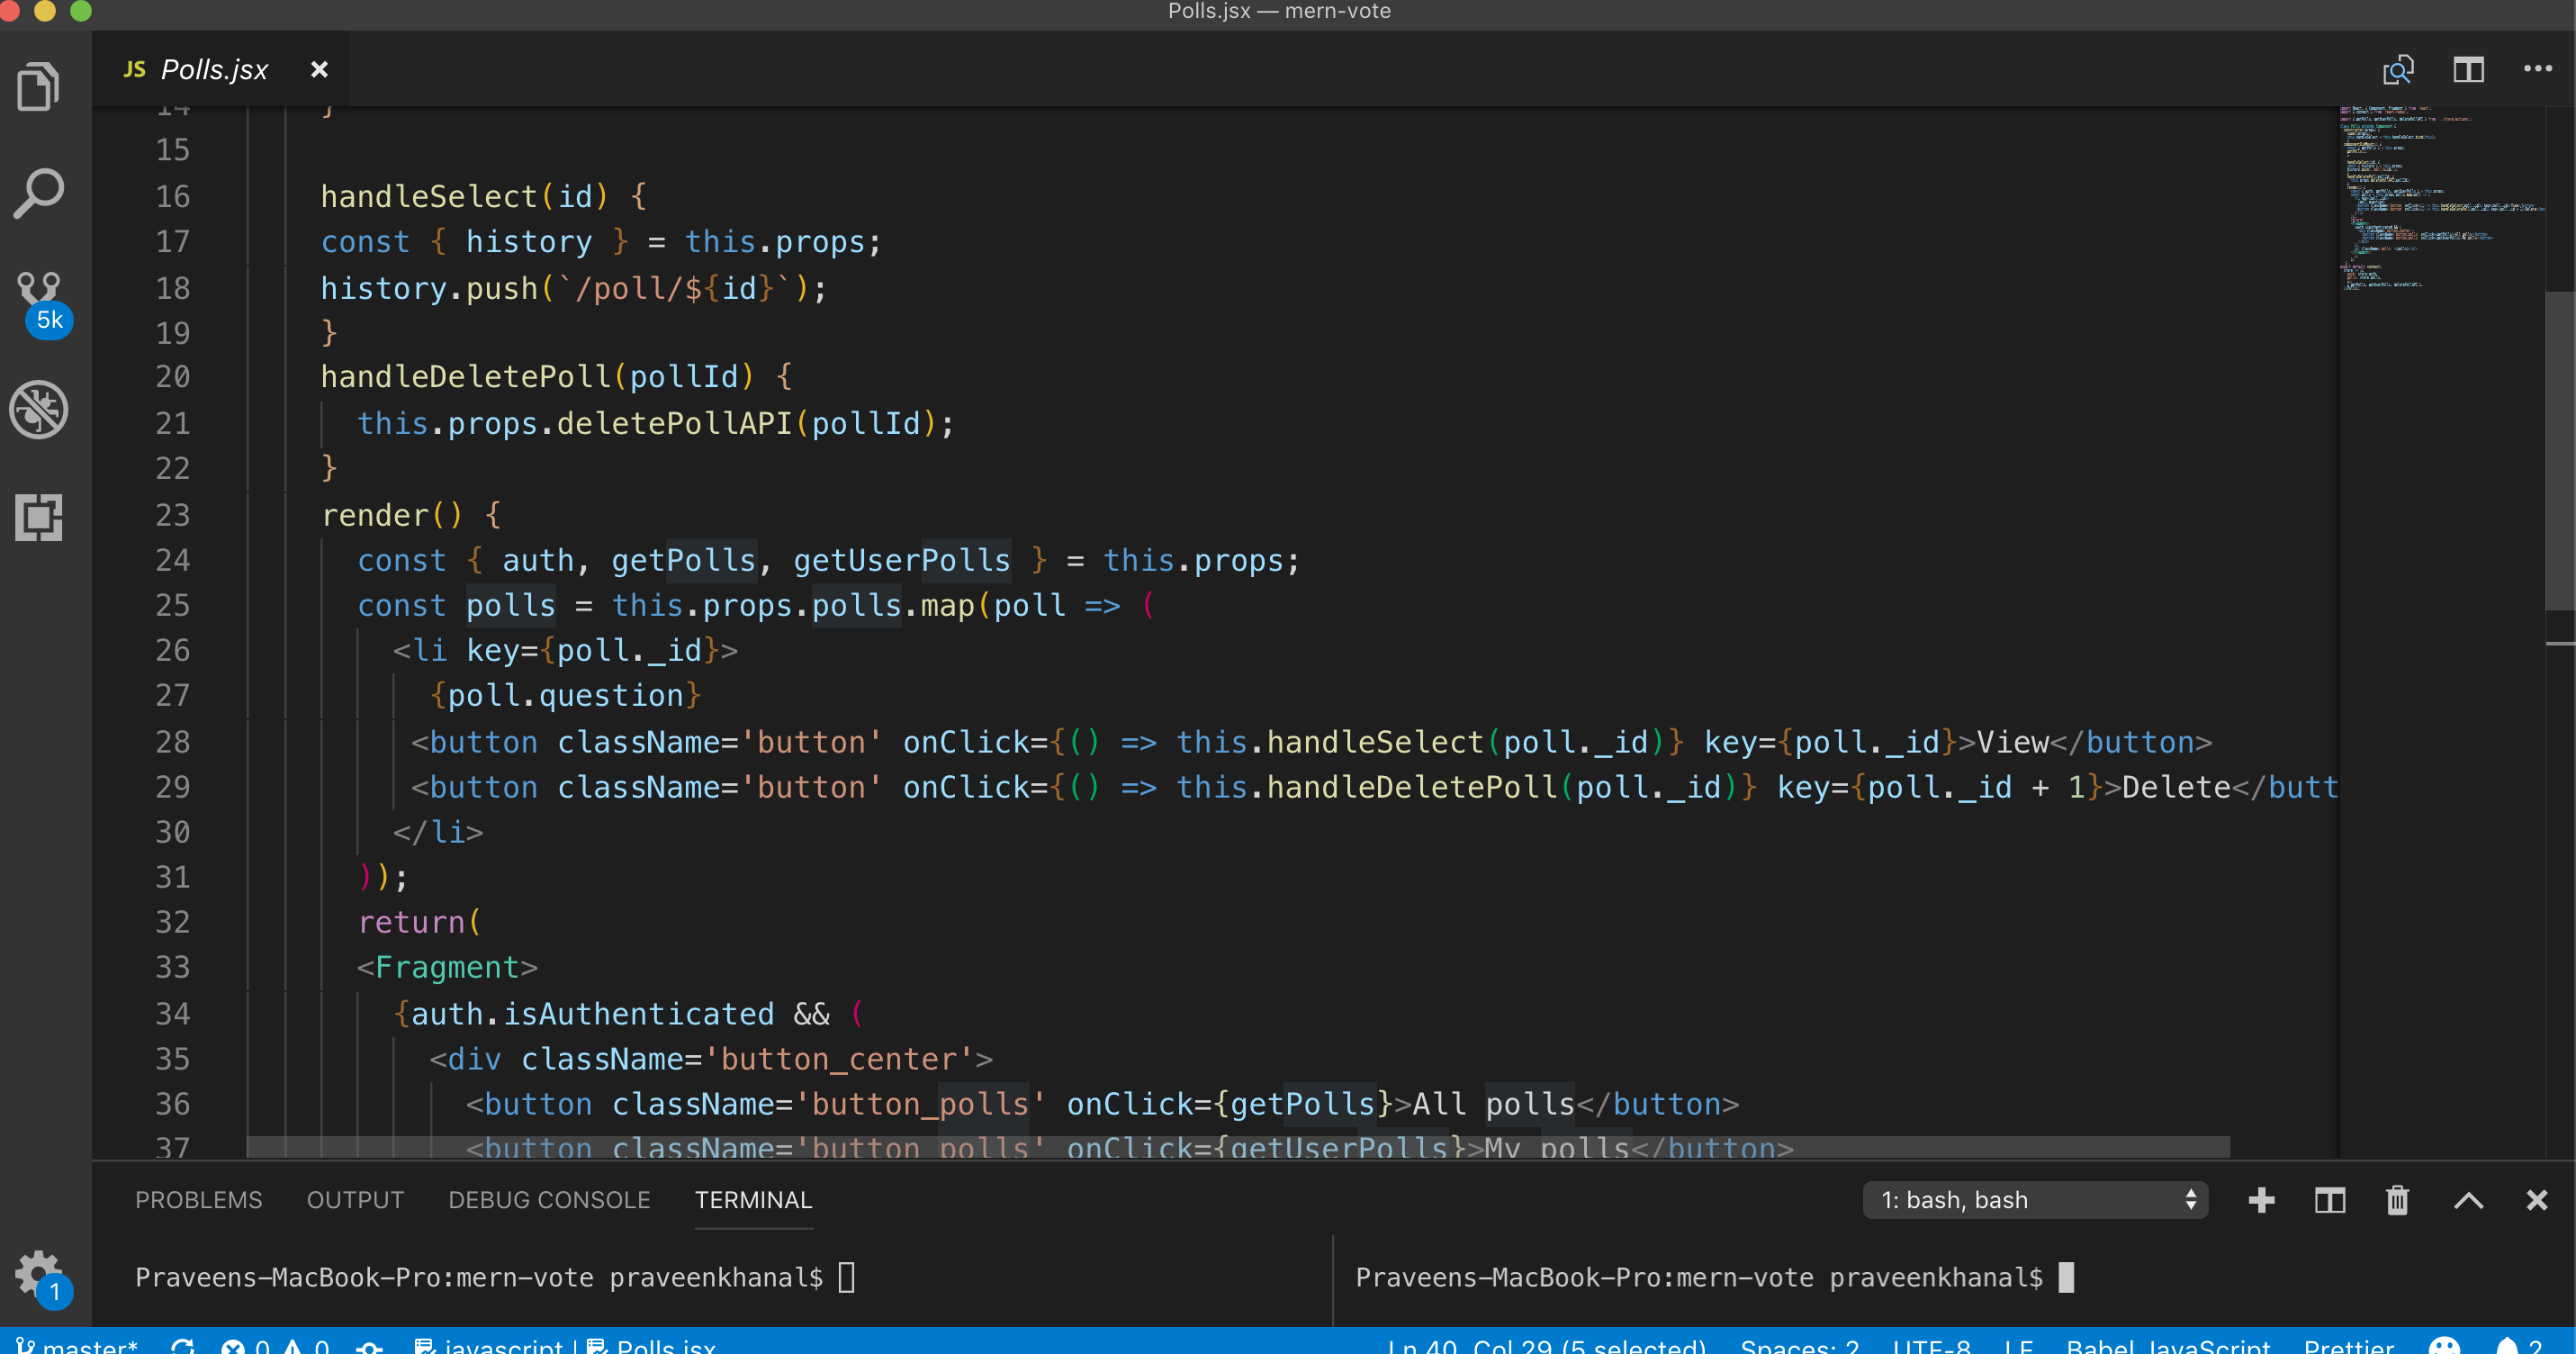 Polls.jsx — mern-vote
JS Polls.jsx
14 }
15
16 handleSelect(id) {
17 const { history } = this.props;
18 history.push(`/poll/${id}`);
19 }
20 handleDeletePoll(pollId) {
21 this.props.deletePollAPI(pollId);
22 }
23 render() {
24 const { auth, getPolls, getUserPolls } = this.props;
25 const polls = this.props.polls.map(poll => (
26 <li key={poll._id}>
27 {poll.question}
28 <button className='button' onClick={() => this.handleSelect(poll._id)} key={poll._id}>View</button>
29 <button className='button' onClick={() => this.handleDeletePoll(poll._id)} key={poll._id + 1}>Delete</butt
30 </li>
31 ));
32 return(
33 <Fragment>
34 {auth.isAuthenticated && (
35 <div className='button_center'>
36 <button className='button_polls' onClick={getPolls}>All polls</button>
37 <button className='button_polls' onClick={getUserPolls}>My polls</button>
5k
1
PROBLEMS OUTPUT DEBUG CONSOLE TERMINAL
1: bash, bash
Praveens-MacBook-Pro:mern-vote praveenkhanal$
Praveens-MacBook-Pro:mern-vote praveenkhanal$
master* 0 0 javascript | Polls.jsx Ln 40, Col 29 (5 selected) Spaces: 2 UTF-8 LF Babel JavaScript Prettier 2